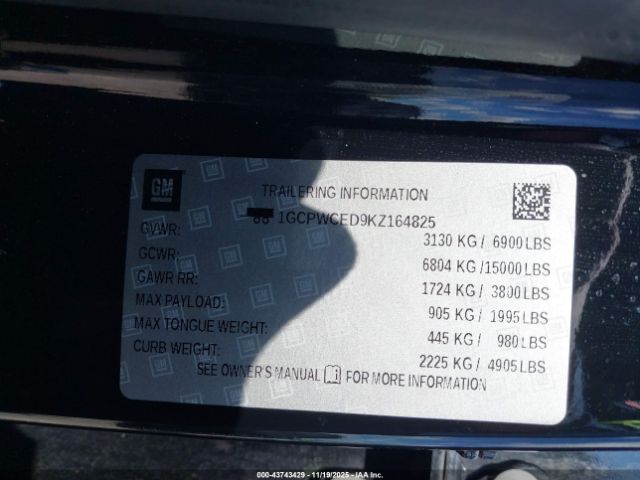 GM
TRAILERING INFORMATION
1GCPWCED9KZ164825
GVWR: 3130 KG / 6900 LBS
GCWR: 6804 KG /15000 LBS
GAWR RR: 1724 KG / 3800 LBS
MAX PAYLOAD: 905 KG / 1995 LBS
MAX TONGUE WEIGHT: 445 KG / 980 LBS
CURB WEIGHT: 2225 KG / 4905 LBS
SEE OWNER'S MANUAL FOR MORE INFORMATION
000-43743429 | 11/19/2025 - IAA Inc.